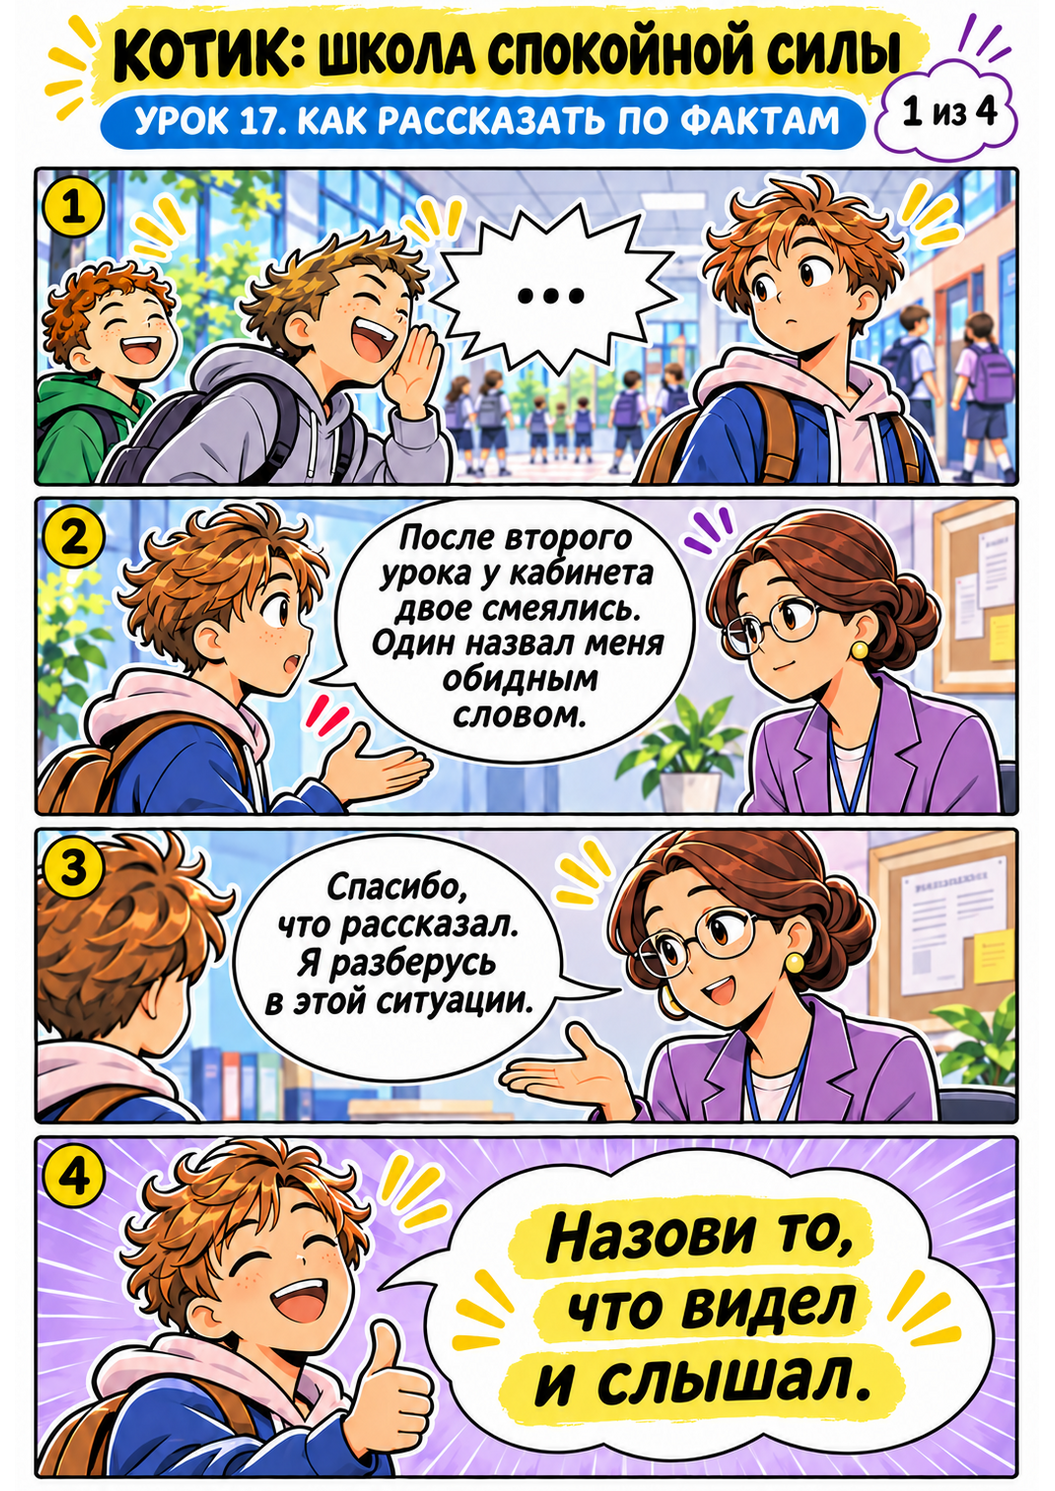 КОТИК: ШКОЛА СПОКОЙНОЙ СИЛЫ
УРОК 17. КАК РАССКАЗАТЬ ПО ФАКТАМ
1 из 4
1
...
2
После второго
урока у кабинета
двое смеялись.
Один назвал меня
обидным
словом.
3
Спасибо,
что рассказал.
Я разберусь
в этой ситуации.
4
Назови то,
что видел
и слышал.